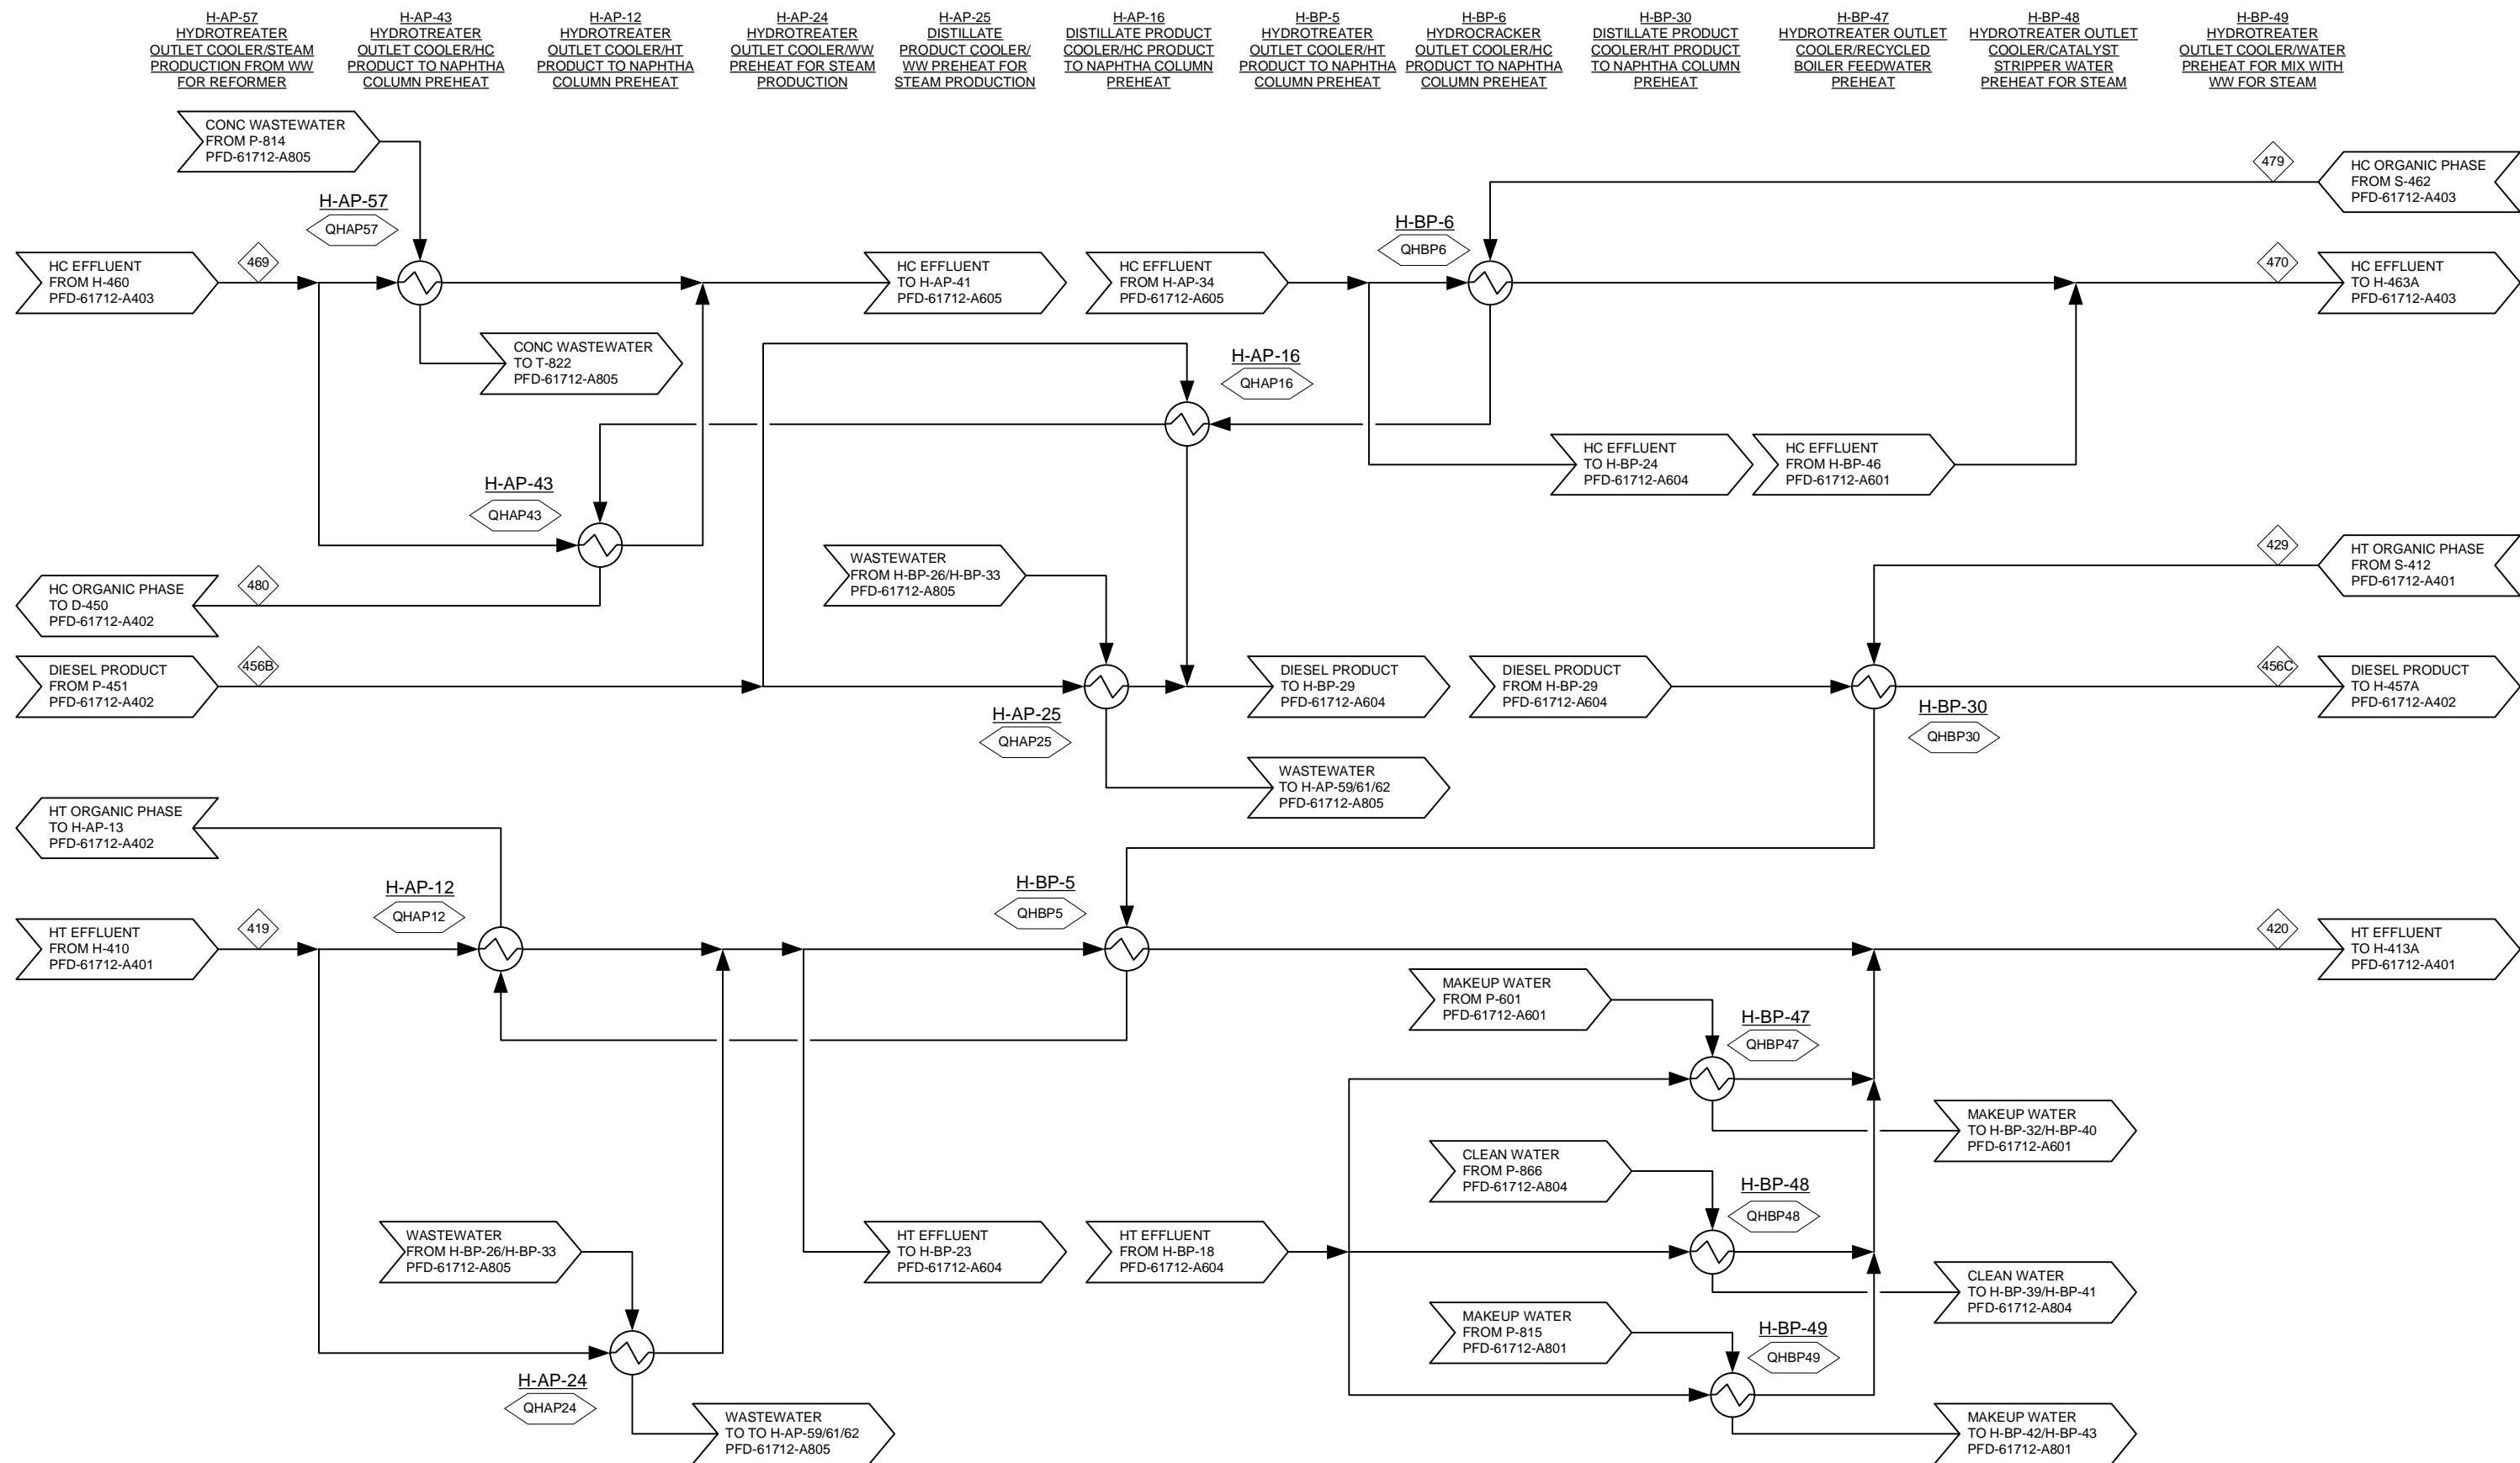 H-AP-57
HYDROTREATER
OUTLET COOLER/STEAM
PRODUCTION FROM WW
FOR REFORMER
H-AP-43
HYDROTREATER
OUTLET COOLER/HC
PRODUCT TO NAPHTHA
COLUMN PREHEAT
H-AP-12
HYDROTREATER
OUTLET COOLER/HT
PRODUCT TO NAPHTHA
COLUMN PREHEAT
H-AP-24
HYDROTREATER
OUTLET COOLER/WW
PREHEAT FOR STEAM
PRODUCTION
H-AP-25
DISTILLATE
PRODUCT COOLER/
WW PREHEAT FOR
STEAM PRODUCTION
H-AP-16
DISTILLATE PRODUCT
COOLER/HC PRODUCT
TO NAPHTHA COLUMN
PREHEAT
H-BP-5
HYDROTREATER
OUTLET COOLER/HT
PRODUCT TO NAPHTHA
COLUMN PREHEAT
H-BP-6
HYDROCRACKER
OUTLET COOLER/HC
PRODUCT TO NAPHTHA
COLUMN PREHEAT
H-BP-30
DISTILLATE PRODUCT
COOLER/HT PRODUCT
TO NAPHTHA COLUMN
PREHEAT
H-BP-47
HYDROTREATER OUTLET
COOLER/RECYCLED
BOILER FEEDWATER
PREHEAT
H-BP-48
HYDROTREATER OUTLET
COOLER/CATALYST
STRIPPER WATER
PREHEAT FOR STEAM
H-BP-49
HYDROTREATER
OUTLET COOLER/WATER
PREHEAT FOR MIX WITH
WW FOR STEAM
CONC WASTEWATER
FROM P-814
PFD-61712-A805
479
HC ORGANIC PHASE
FROM S-462
PFD-61712-A403
H-AP-57
QHAP57
H-BP-6
QHBP6
HC EFFLUENT
FROM H-460
PFD-61712-A403
469
HC EFFLUENT
TO H-AP-41
PFD-61712-A605
HC EFFLUENT
FROM H-AP-34
PFD-61712-A605
470
HC EFFLUENT
TO H-463A
PFD-61712-A403
CONC WASTEWATER
TO T-822
PFD-61712-A805
H-AP-16
QHAP16
HC EFFLUENT
TO H-BP-24
PFD-61712-A604
HC EFFLUENT
FROM H-BP-46
PFD-61712-A601
H-AP-43
QHAP43
WASTEWATER
FROM H-BP-26/H-BP-33
PFD-61712-A805
429
HT ORGANIC PHASE
FROM S-412
PFD-61712-A401
HC ORGANIC PHASE
TO D-450
PFD-61712-A402
480
DIESEL PRODUCT
FROM P-451
PFD-61712-A402
456B
DIESEL PRODUCT
TO H-BP-29
PFD-61712-A604
DIESEL PRODUCT
FROM H-BP-29
PFD-61712-A604
456C
DIESEL PRODUCT
TO H-457A
PFD-61712-A402
H-AP-25
QHAP25
H-BP-30
QHBP30
WASTEWATER
TO H-AP-59/61/62
PFD-61712-A805
HT ORGANIC PHASE
TO H-AP-13
PFD-61712-A402
H-AP-12
QHAP12
H-BP-5
QHBP5
HT EFFLUENT
FROM H-410
PFD-61712-A401
419
420
HT EFFLUENT
TO H-413A
PFD-61712-A401
MAKEUP WATER
FROM P-601
PFD-61712-A601
H-BP-47
QHBP47
MAKEUP WATER
TO H-BP-32/H-BP-40
PFD-61712-A601
CLEAN WATER
FROM P-866
PFD-61712-A804
H-BP-48
QHBP48
WASTEWATER
FROM H-BP-26/H-BP-33
PFD-61712-A805
HT EFFLUENT
TO H-BP-23
PFD-61712-A604
HT EFFLUENT
FROM H-BP-18
PFD-61712-A604
CLEAN WATER
TO H-BP-39/H-BP-41
PFD-61712-A804
MAKEUP WATER
FROM P-815
PFD-61712-A801
H-BP-49
QHBP49
H-AP-24
QHAP24
WASTEWATER
TO TO H-AP-59/61/62
PFD-61712-A805
MAKEUP WATER
TO H-BP-42/H-BP-43
PFD-61712-A801